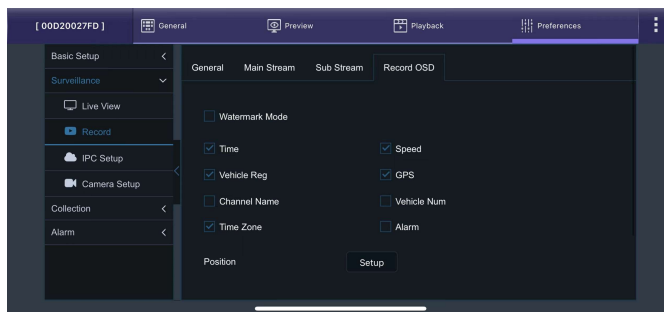 [ 00D20027FD ] General Preview Playback Preferences
Basic Setup
General Main Stream Sub Stream Record OSD
Surveillance
Live View
Watermark Mode
Record
Time Speed
IPC Setup
Vehicle Reg GPS
Camera Setup
Channel Name Vehicle Num
Collection
Time Zone Alarm
Alarm
Position Setup